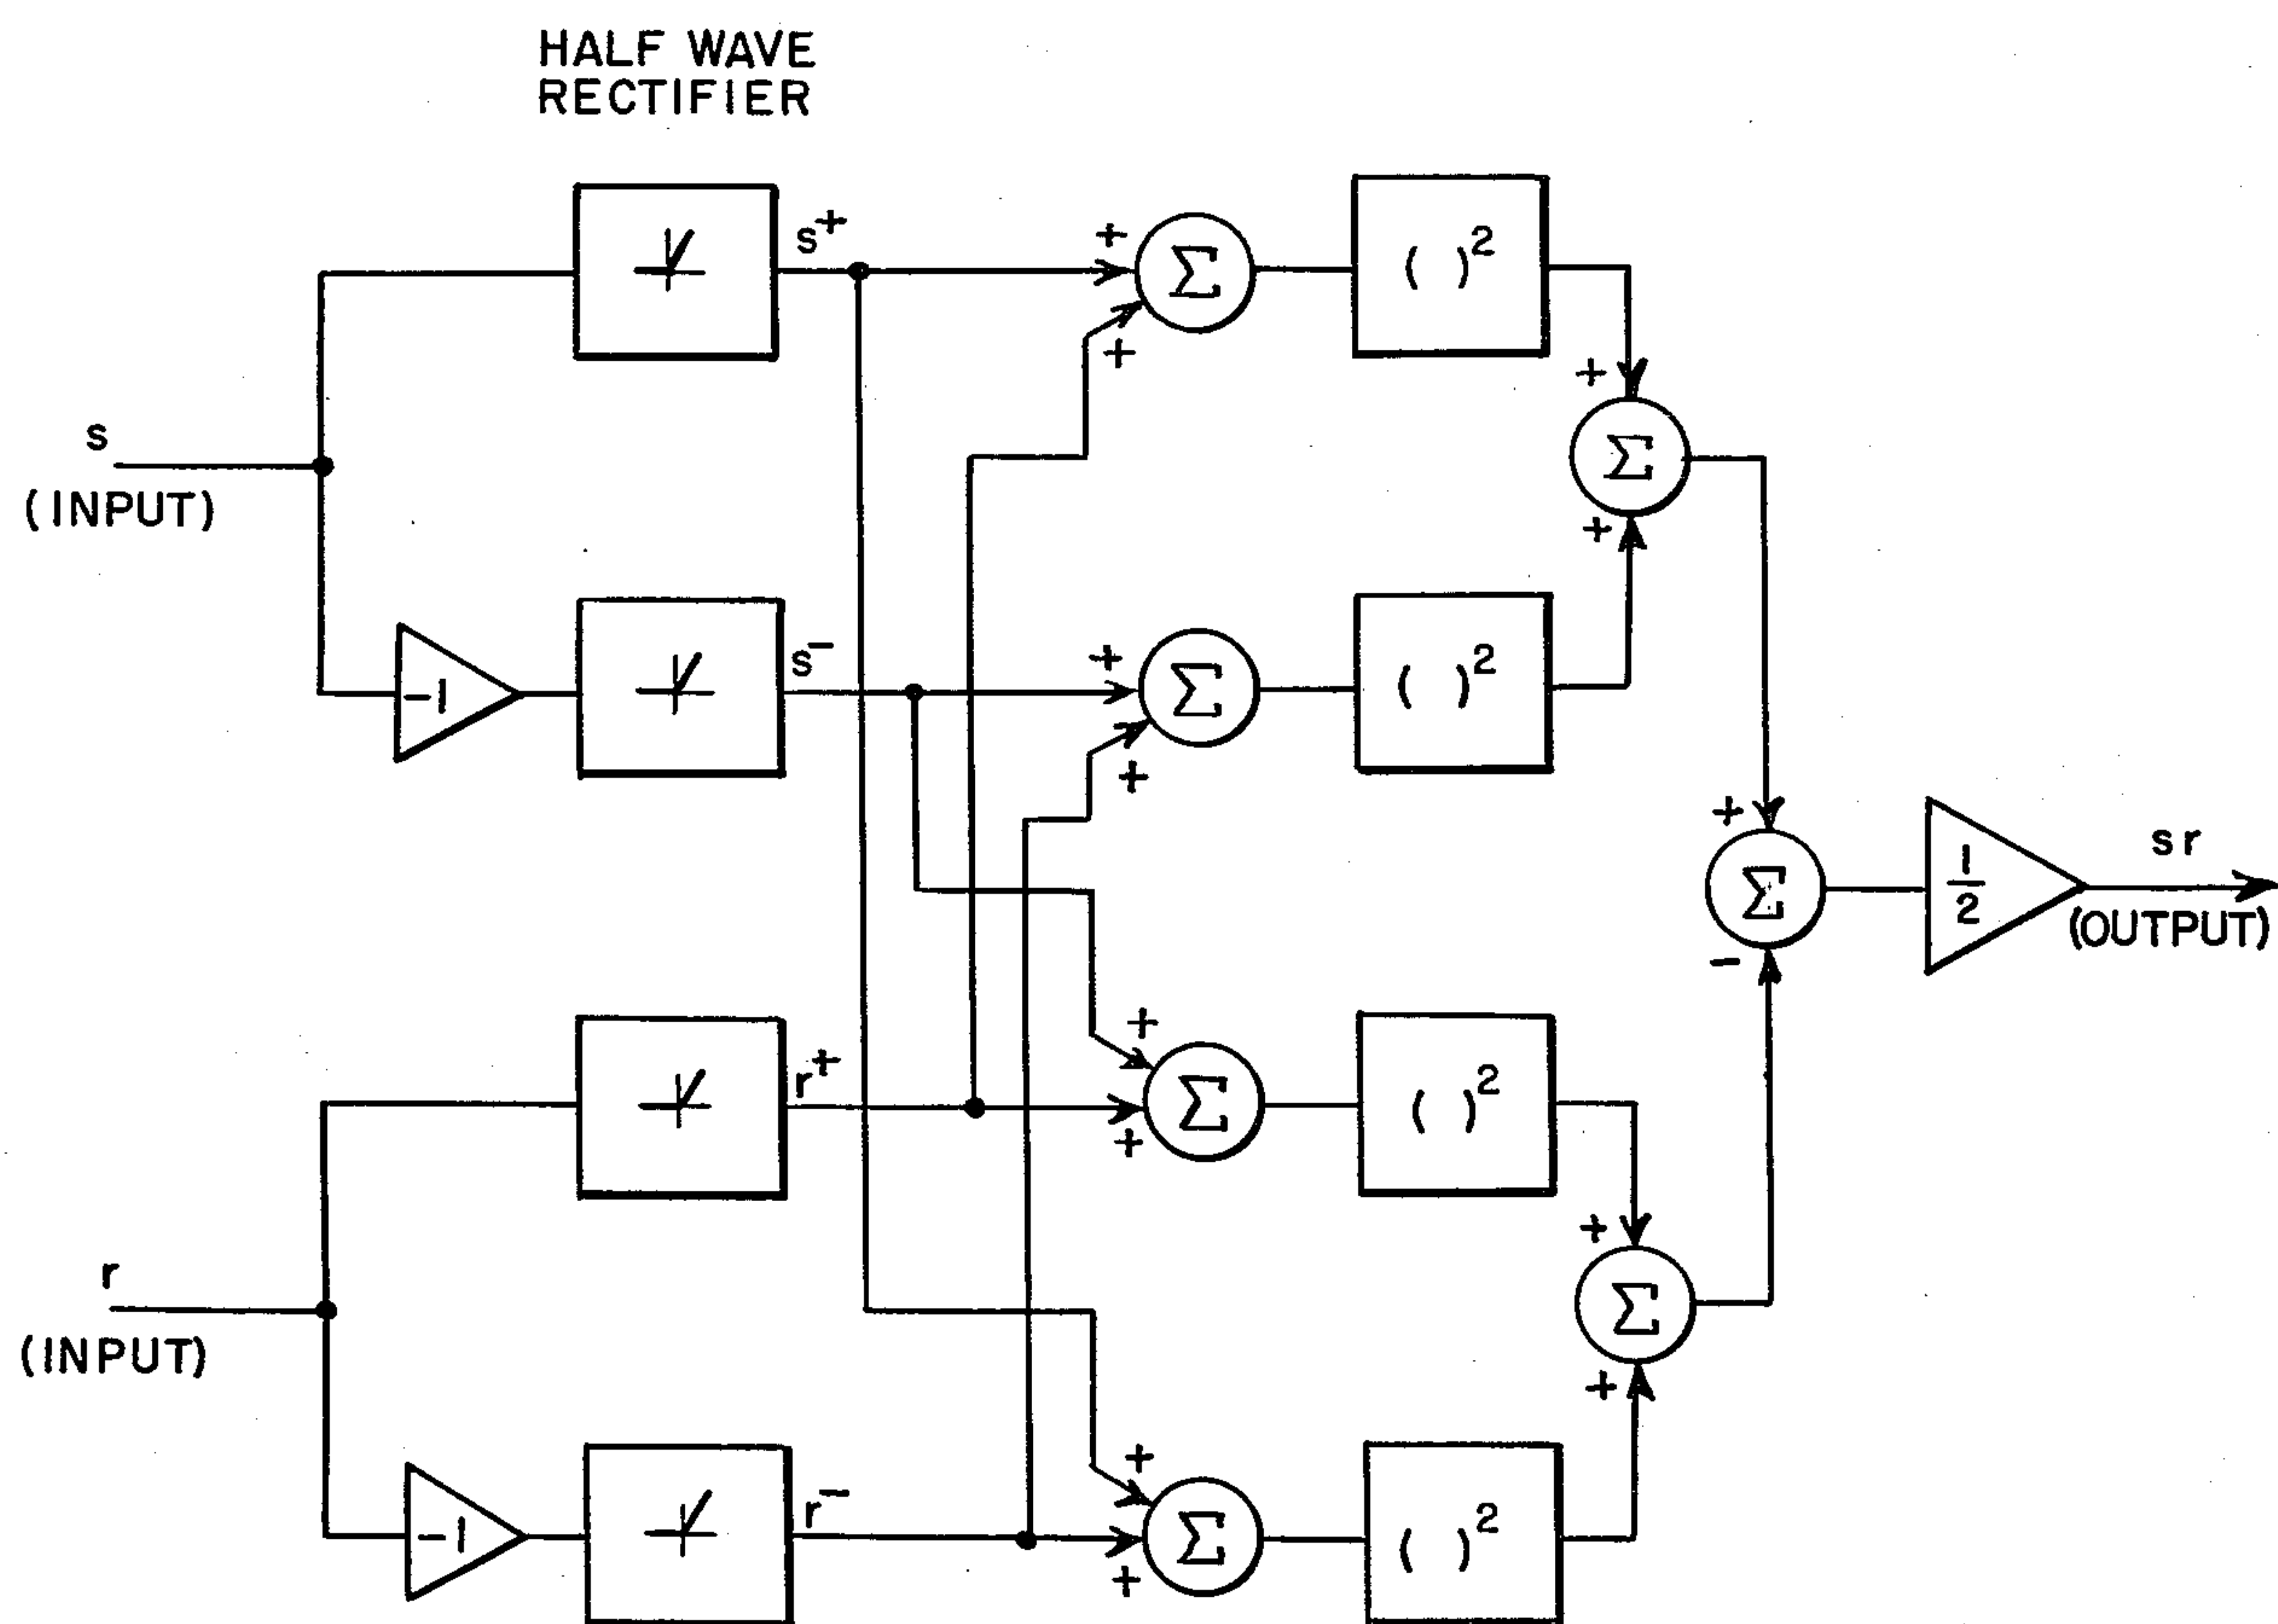 HALF WAVE
RECTIFIER
s⁺
+
Σ
( )²
+
+
s
(INPUT)
Σ
+
-1
s⁻
+
Σ
( )²
+
+
Σ
1/2
sr
(OUTPUT)
-
r⁺
+
Σ
( )²
+
+
r
(INPUT)
Σ
+
-1
r⁻
+
Σ
( )²
+